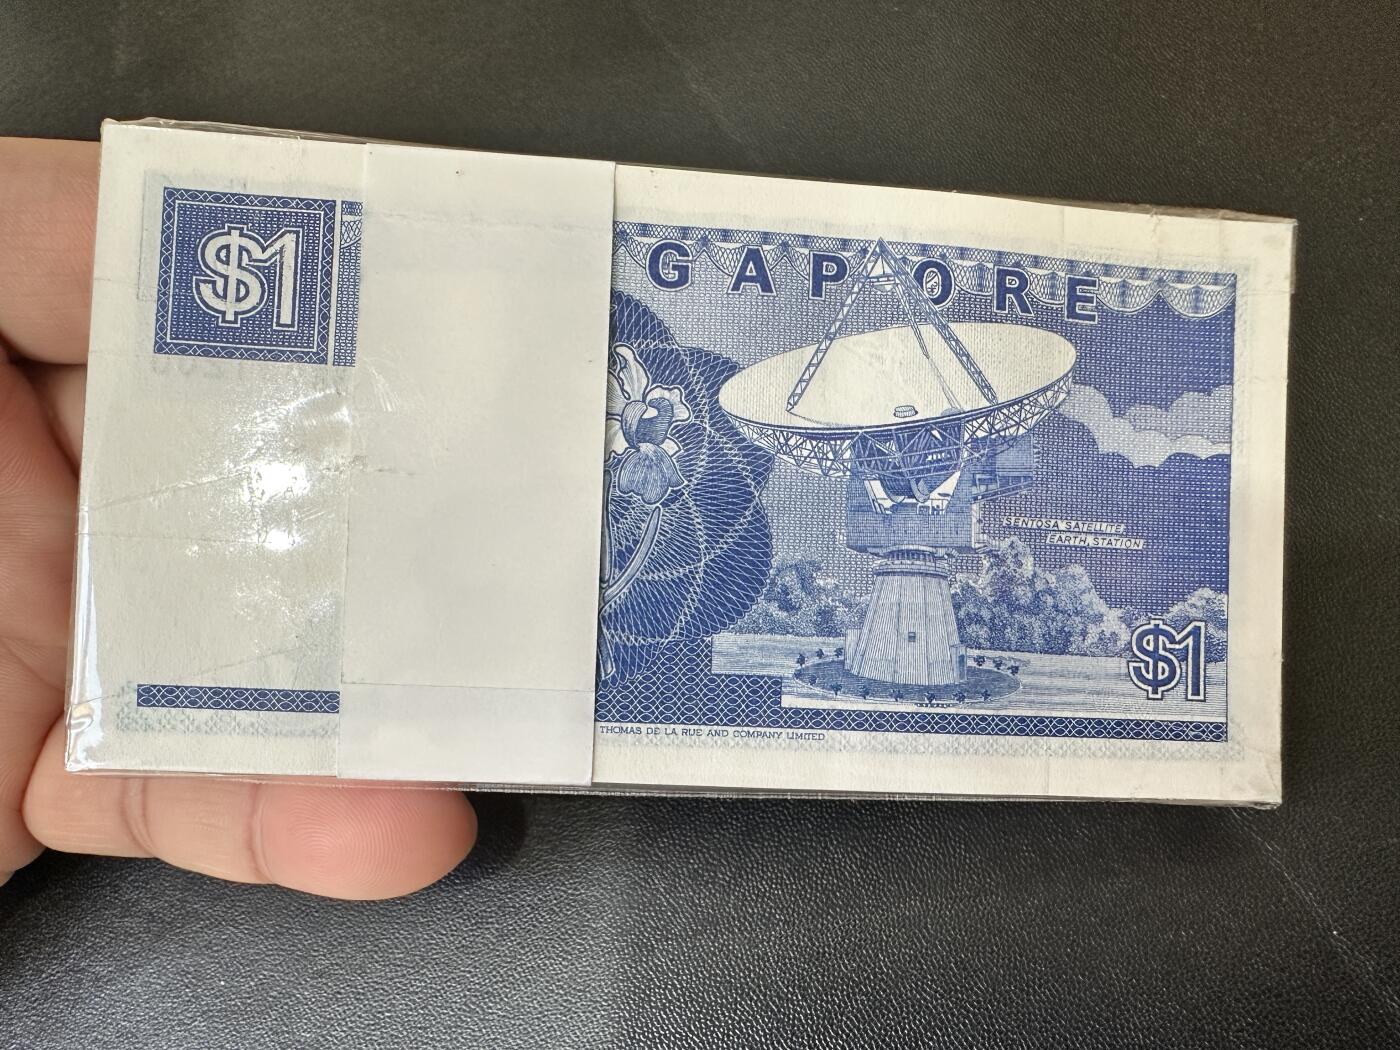 $1
GAPORE
SENTOSA SATELLITE
EARTH STATION
$1
THOMAS DE LA RUE AND COMPANY LIMITED